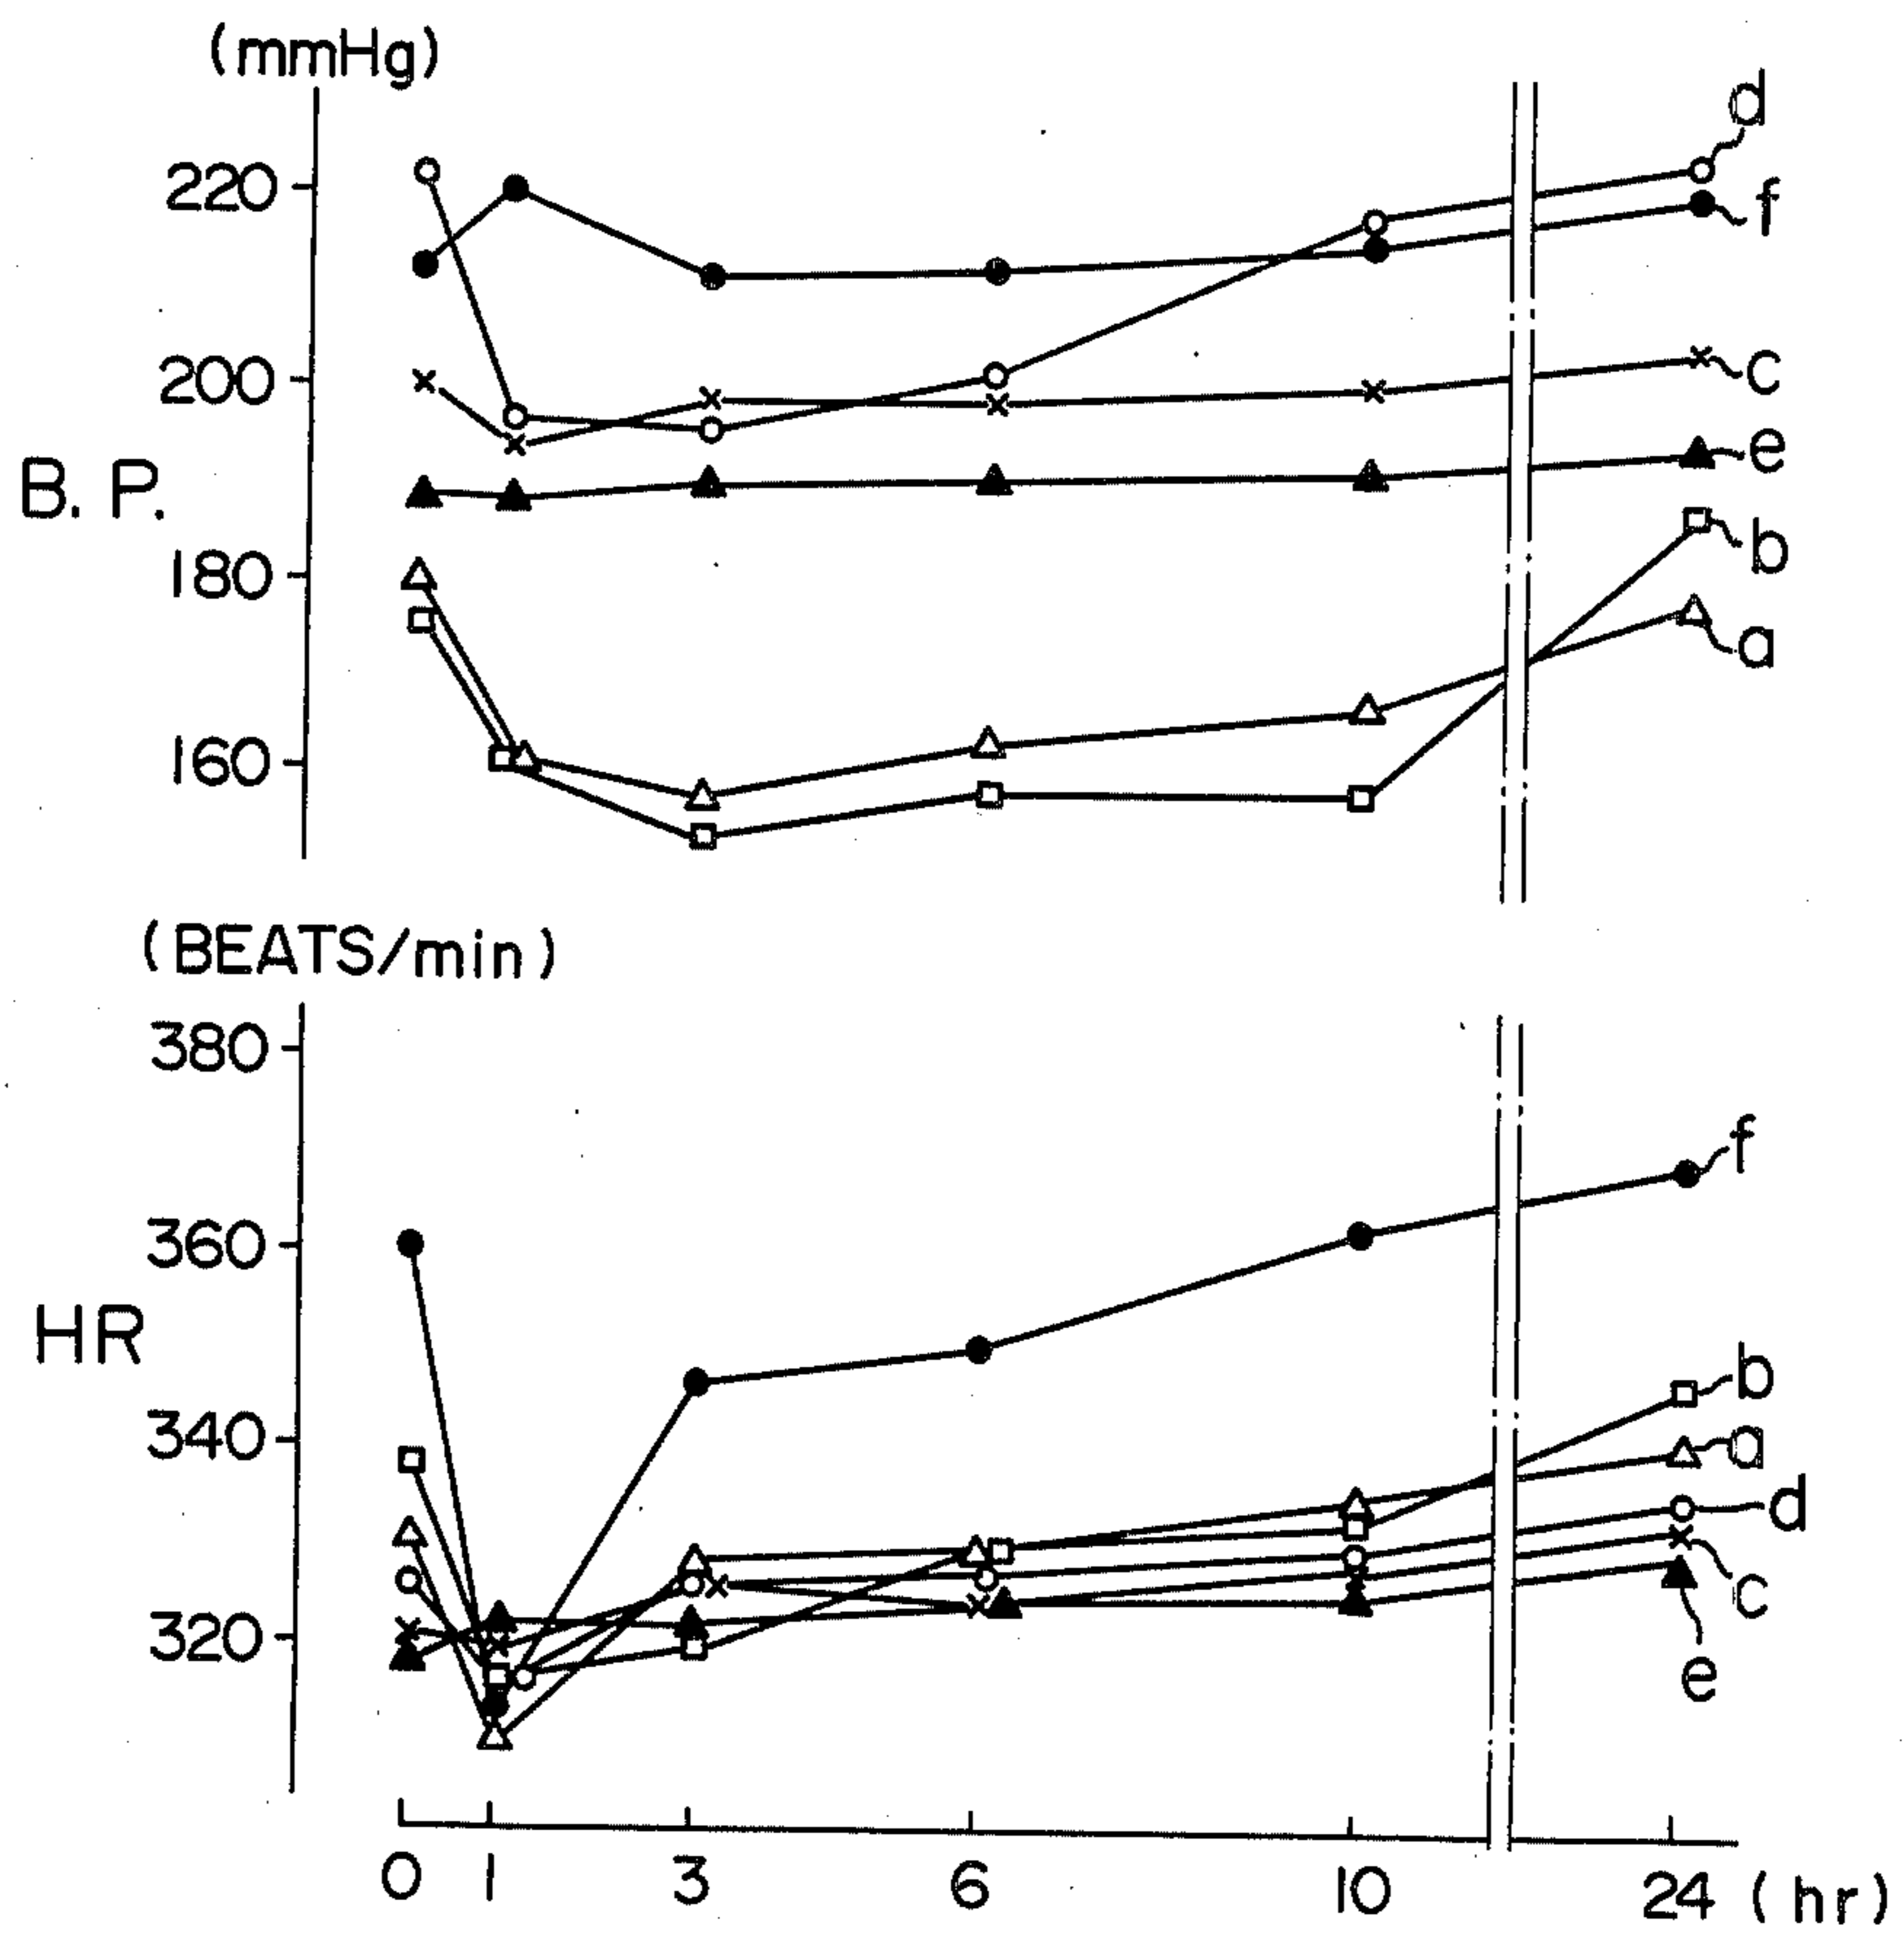 (mmHg)
220
200
B. P.
180
160
d
f
c
e
b
a
(BEATS/min)
380
360
HR
340
320
f
b
a
d
c
e
0 1 3 6 10 24 (hr)